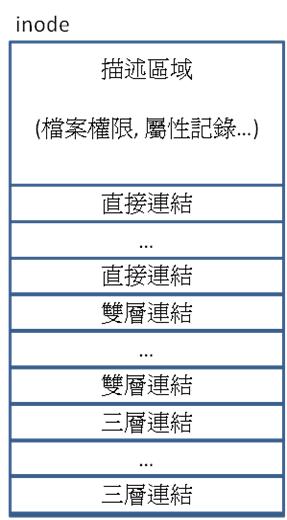 inode
描述區域
(檔案權限, 屬性記錄...)
直接連結
...
直接連結
雙層連結
...
雙層連結
三層連結
...
三層連結